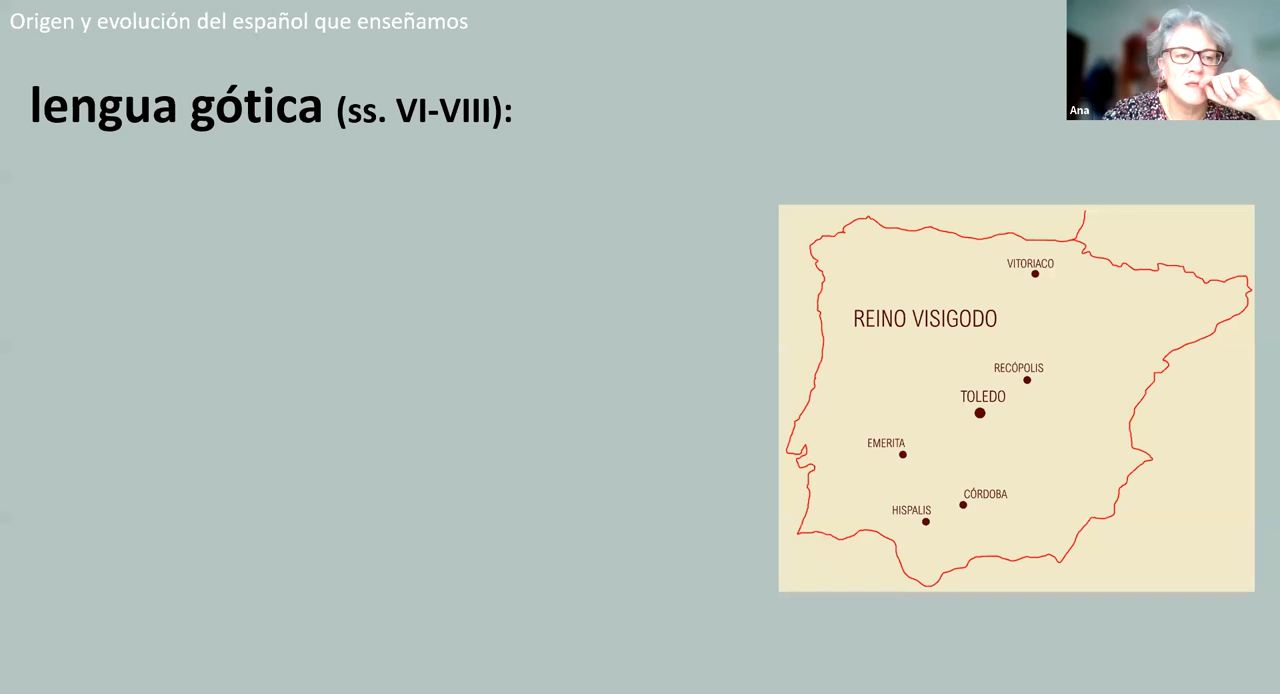 Origen y evolución del español que enseñamos
lengua gótica (ss. VI-VIII):
Ana
VITORIACO
REINO VISIGODO
RECÓPOLIS
TOLEDO
EMERITA
CÓRDOBA
HISPALIS